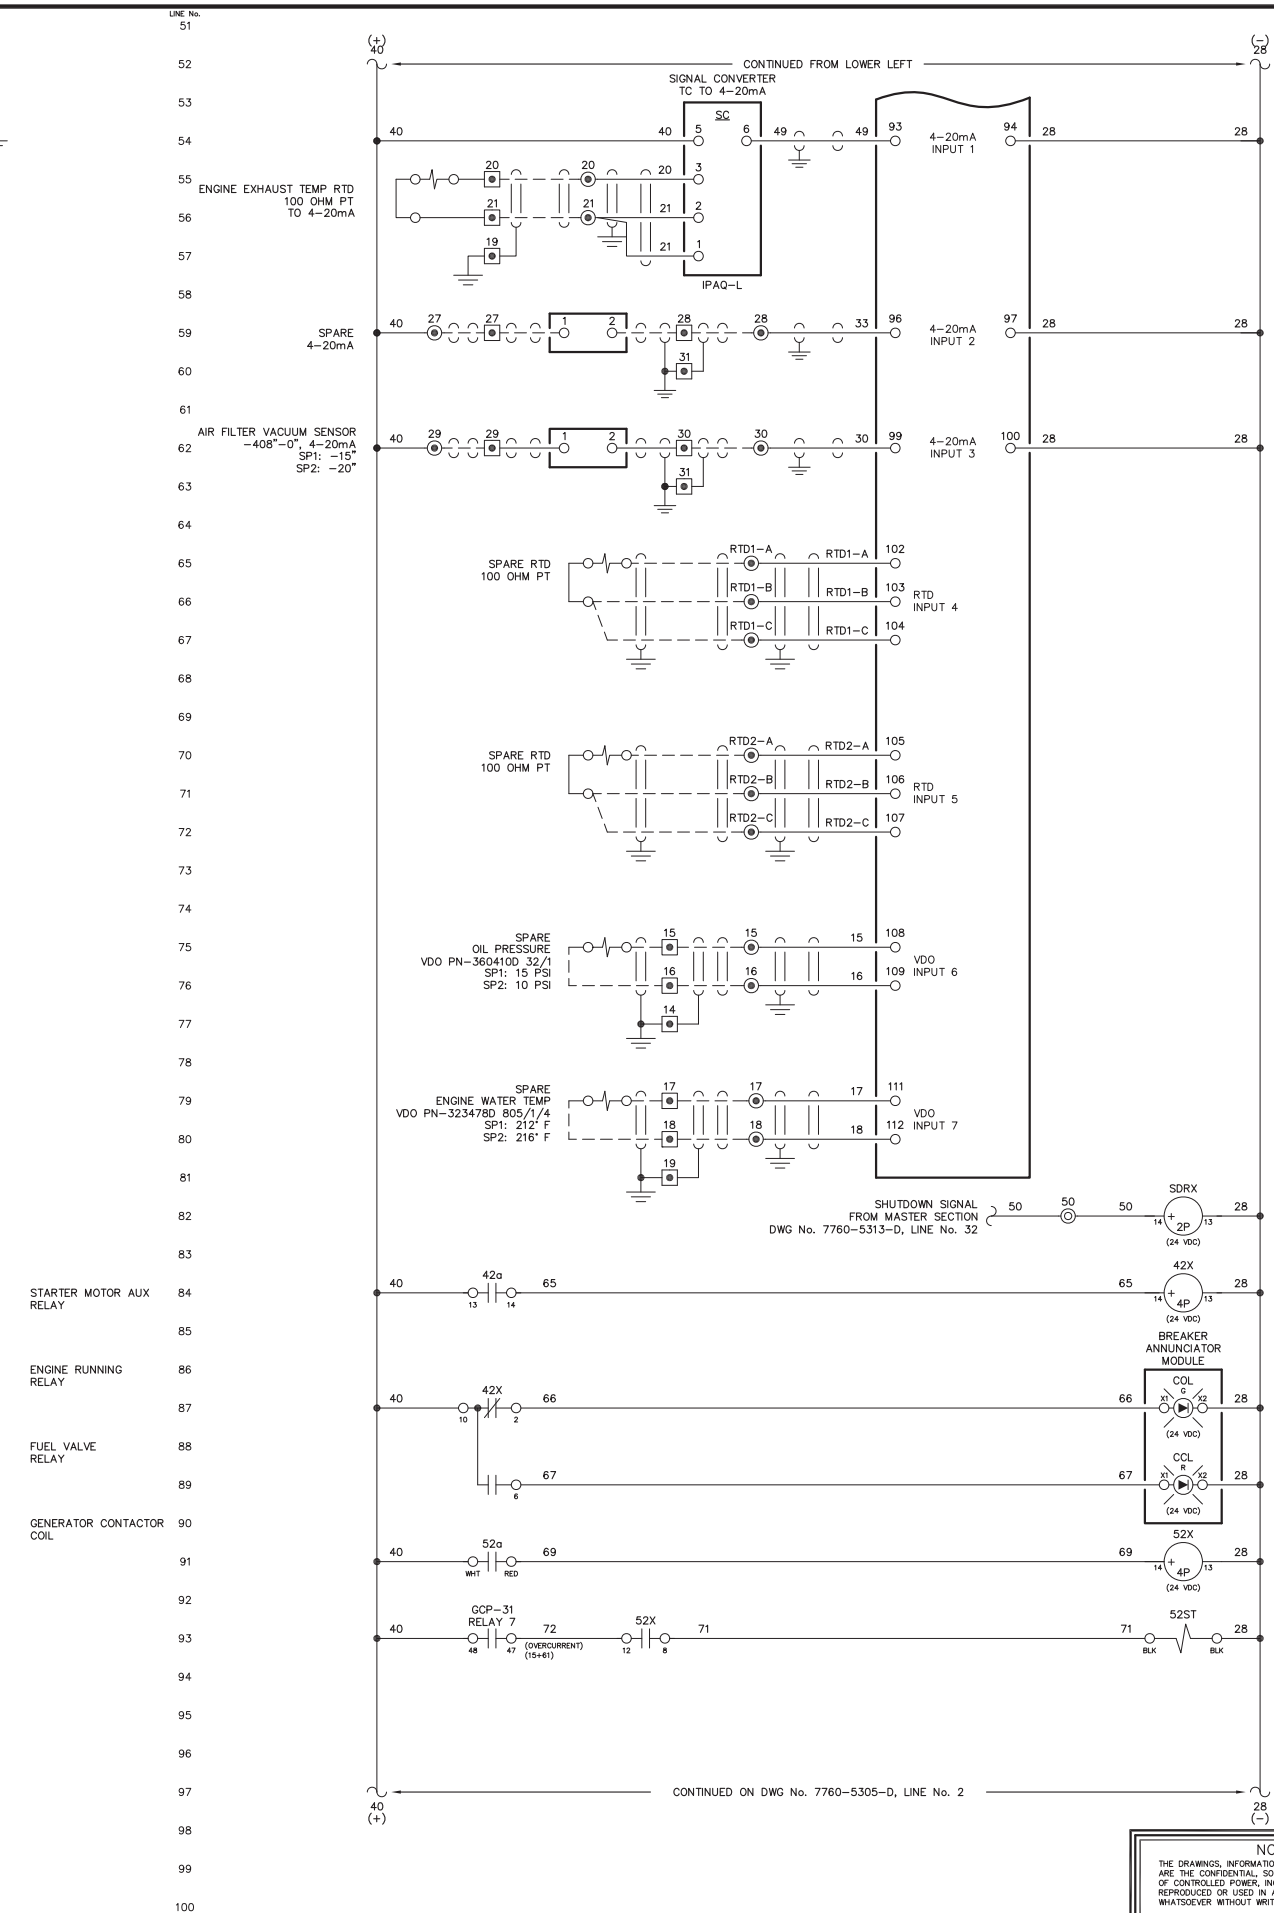 LINE No.
51
(+)
40
(-)
28
52
CONTINUED FROM LOWER LEFT
SIGNAL CONVERTER
TC TO 4-20mA
53
SC
54
40
40
5
6
49
49
93
4-20mA
INPUT 1
94
28
28
55
ENGINE EXHAUST TEMP RTD
100 OHM PT
TO 4-20mA
20
20
20
3
56
21
21
21
2
57
19
21
1
58
IPAQ-L
59
SPARE
4-20mA
40
27
27
1
2
28
28
33
96
4-20mA
INPUT 2
97
28
28
60
31
61
62
AIR FILTER VACUUM SENSOR
-408"-0", 4-20mA
SP1: -15"
SP2: -20"
40
29
29
1
2
30
30
30
99
4-20mA
INPUT 3
100
28
28
63
31
64
65
SPARE RTD
100 OHM PT
RTD1-A
RTD1-A
102
66
RTD1-B
RTD1-B
103
RTD
INPUT 4
67
RTD1-C
RTD1-C
104
68
69
70
SPARE RTD
100 OHM PT
RTD2-A
RTD2-A
105
71
RTD2-B
RTD2-B
106
RTD
INPUT 5
72
RTD2-C
RTD2-C
107
73
74
75
SPARE
OIL PRESSURE
VDO PN-360410D 32/1
SP1: 15 PSI
SP2: 10 PSI
15
15
15
108
VDO
INPUT 6
76
16
16
16
109
77
14
78
79
SPARE
ENGINE WATER TEMP
VDO PN-323478D 805/1/4
SP1: 212° F
SP2: 216° F
17
17
17
111
VDO
INPUT 7
80
18
18
18
112
81
19
82
SHUTDOWN SIGNAL
FROM MASTER SECTION
DWG No. 7760-5313-D, LINE No. 32
50
50
50
SDRX
14
+
2P
13
(24 VDC)
28
83
STARTER MOTOR AUX
RELAY
84
40
42a
13
14
65
65
42X
14
+
4P
13
(24 VDC)
28
85
BREAKER
ANNUNCIATOR
MODULE
ENGINE RUNNING
RELAY
86
87
40
42X
10
2
66
66
COL
G
X1
X2
(24 VDC)
28
FUEL VALVE
RELAY
88
89
6
67
67
CCL
R
X1
X2
(24 VDC)
28
GENERATOR CONTACTOR
COIL
90
91
40
52a
WHT
RED
69
69
52X
14
+
4P
13
(24 VDC)
28
92
93
40
GCP-31
RELAY 7
48
47
72
(OVERCURRENT)
(15+61)
52X
12
8
71
71
52ST
BLK
BLK
28
94
95
96
97
CONTINUED ON DWG No. 7760-5305-D, LINE No. 2
40
(+)
28
(-)
98
99
100
THE DRAWINGS,
ARE THE CONFIDENTIAL,
OF CONTROLLED POWER,
REPRODUCED OR USED IN
WHATSOEVER WITHOUT